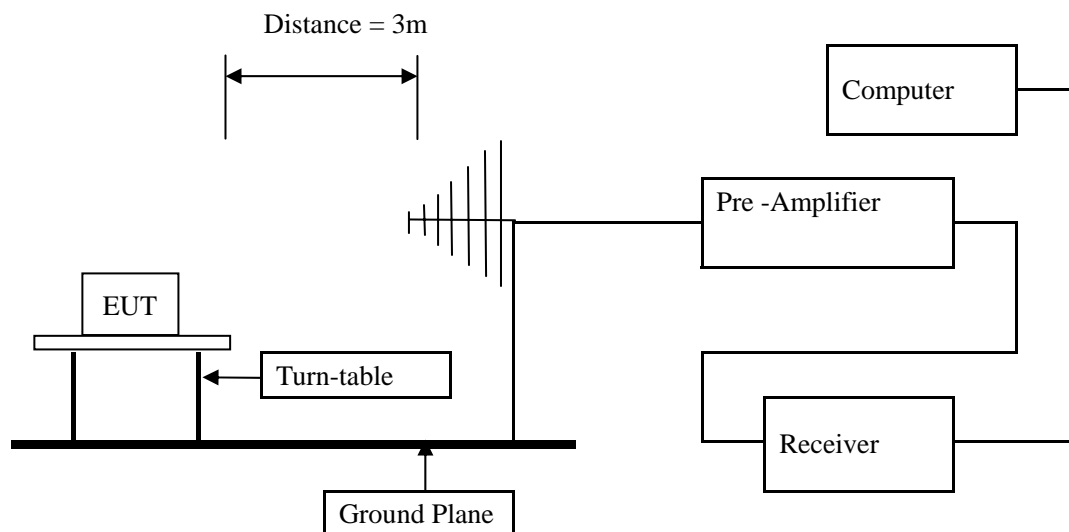 Distance = 3m
Computer
Pre -Amplifier
EUT
Turn-table
Receiver
Ground Plane